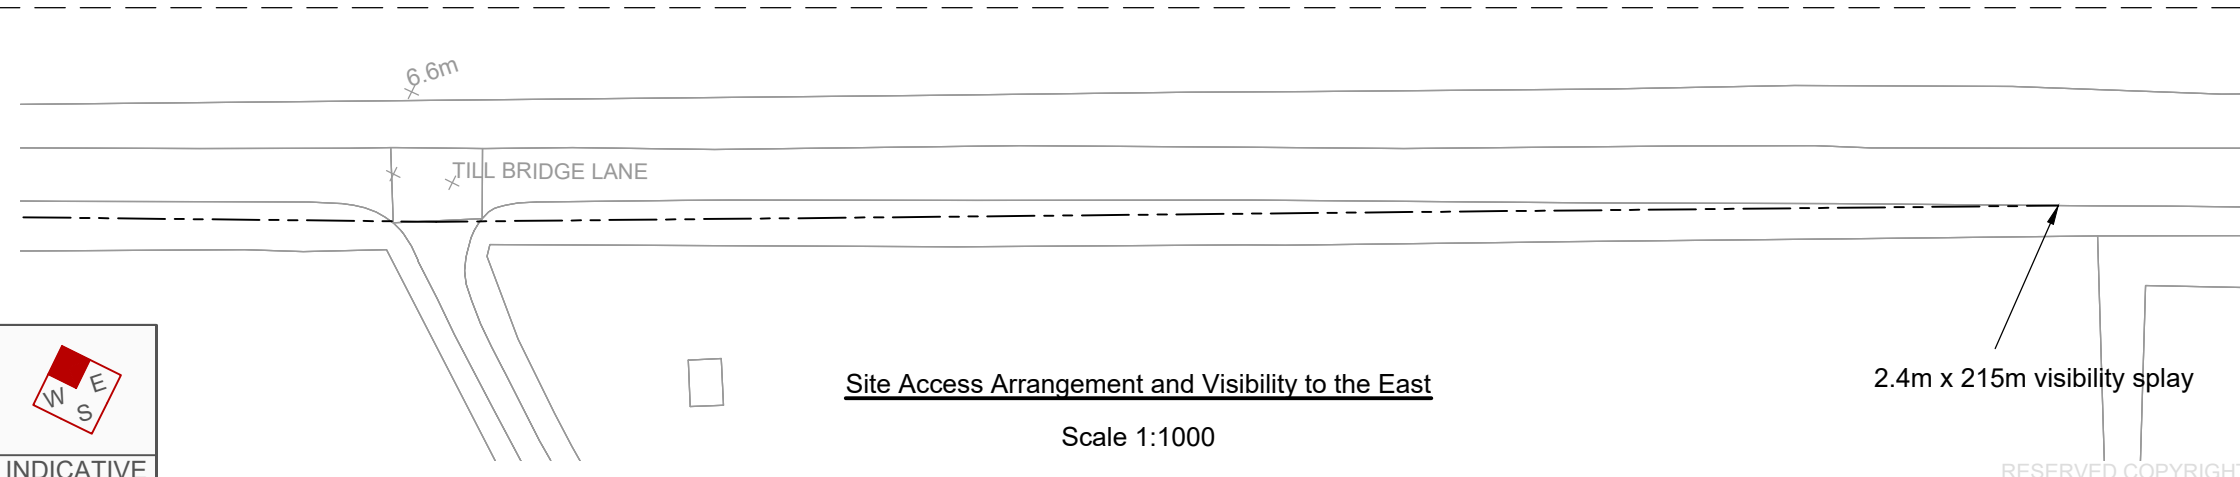 6.6m
TILL BRIDGE LANE
W E
S
INDICATIVE
Site Access Arrangement and Visibility to the East
Scale 1:1000
2.4m x 215m visibility splay
RESERVED COPYRIGHT